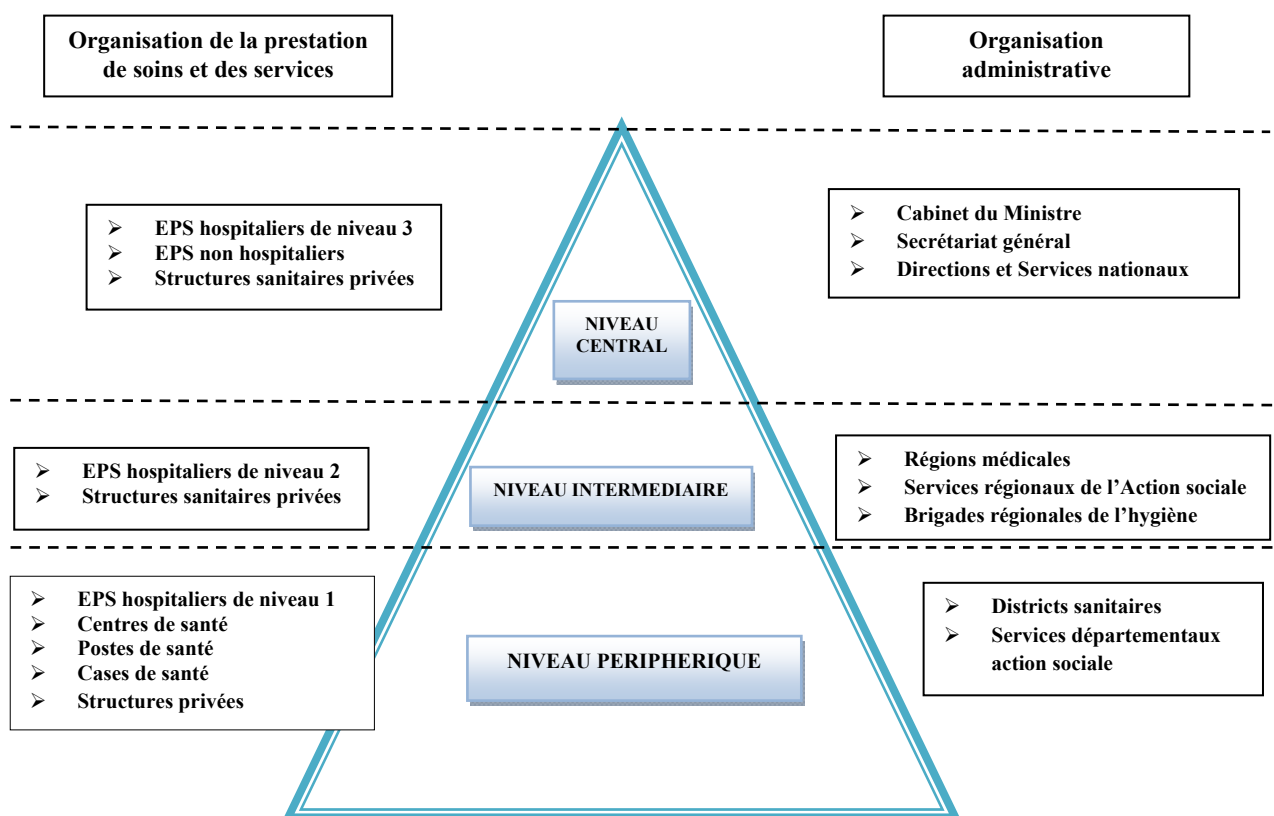 Organisation de la prestation
de soins et des services
Organisation
administrative
➢ EPS hospitaliers de niveau 3
➢ EPS non hospitaliers
➢ Structures sanitaires privées
➢ Cabinet du Ministre
➢ Secrétariat général
➢ Directions et Services nationaux
NIVEAU
CENTRAL
➢ EPS hospitaliers de niveau 2
➢ Structures sanitaires privées
NIVEAU INTERMEDIAIRE
➢ Régions médicales
➢ Services régionaux de l’Action sociale
➢ Brigades régionales de l’hygiène
➢ EPS hospitaliers de niveau 1
➢ Centres de santé
➢ Postes de santé
➢ Cases de santé
➢ Structures privées
NIVEAU PERIPHERIQUE
➢ Districts sanitaires
➢ Services départementaux
action sociale